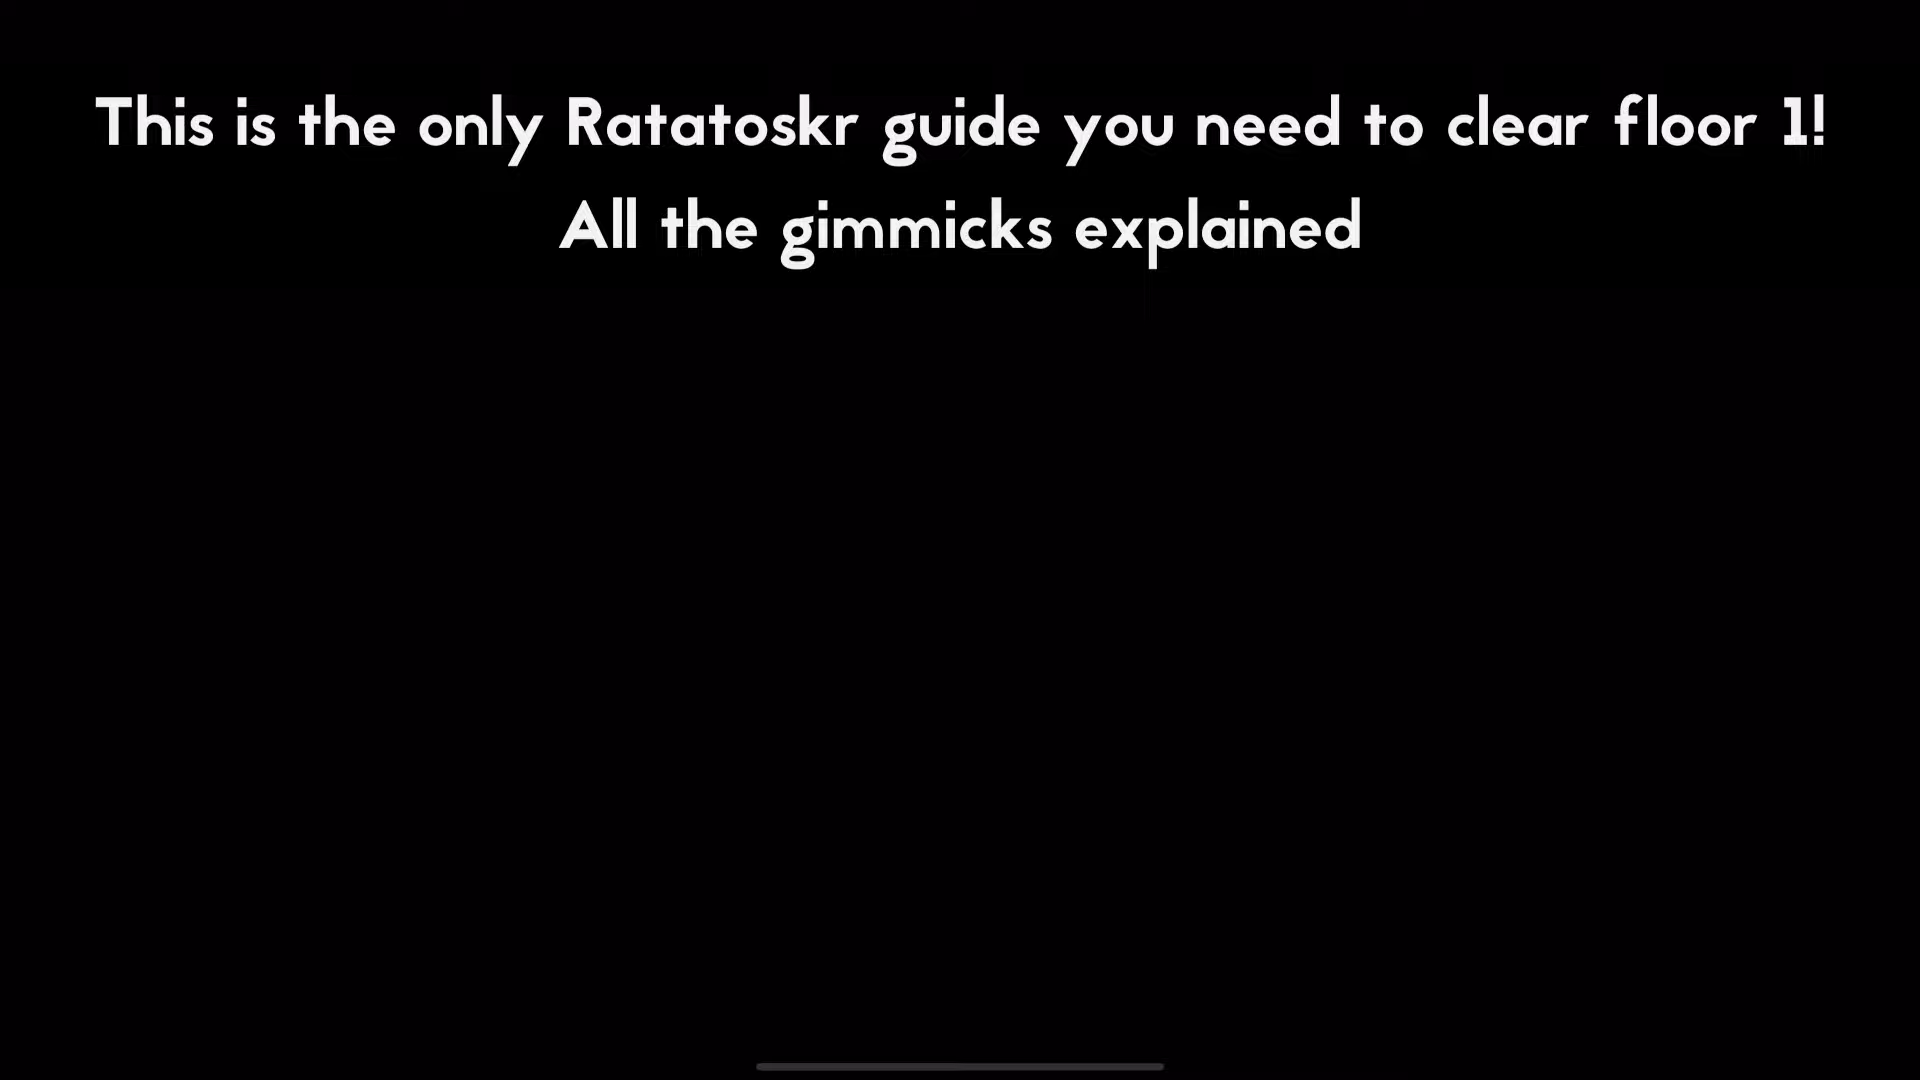 This is the only Ratatoskr guide you need to clear floor 1!
All the gimmicks explained